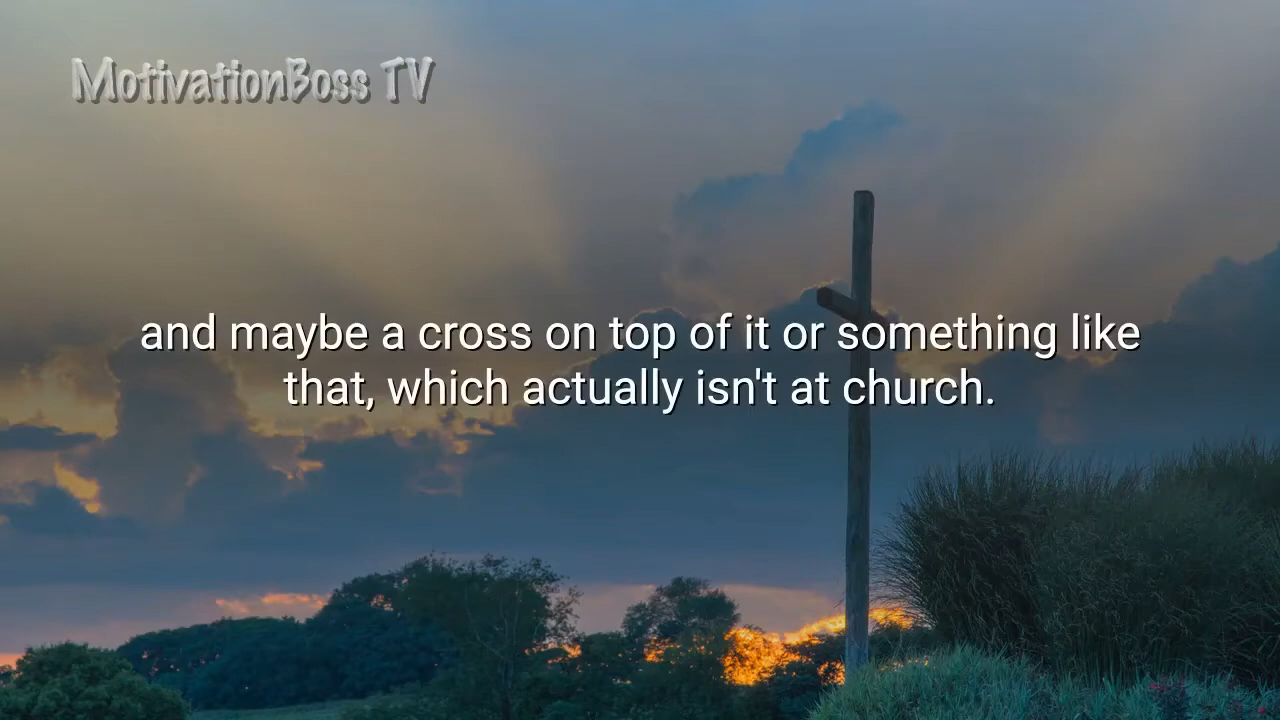 MotivationBoss TV
and maybe a cross on top of it or something like
that, which actually isn't at church.